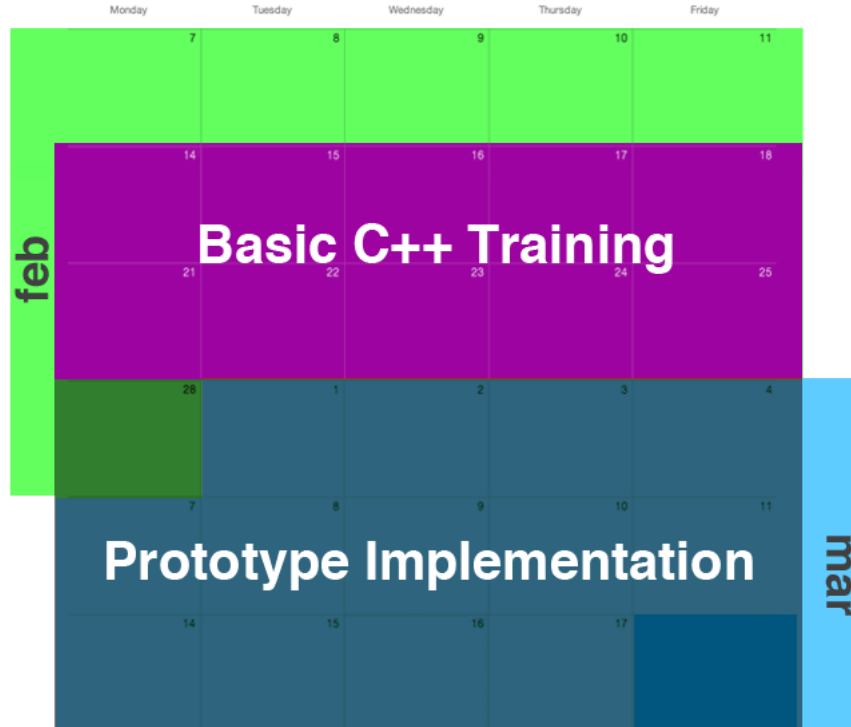 Monday Tuesday Wednesday Thursday Friday
7 8 9 10 11
14 15 16 17 18
Basic C++ Training
feb
21 22 23 24 25
28 1 2 3 4
7 8 9 10 11
Prototype Implementation
mar
14 15 16 17